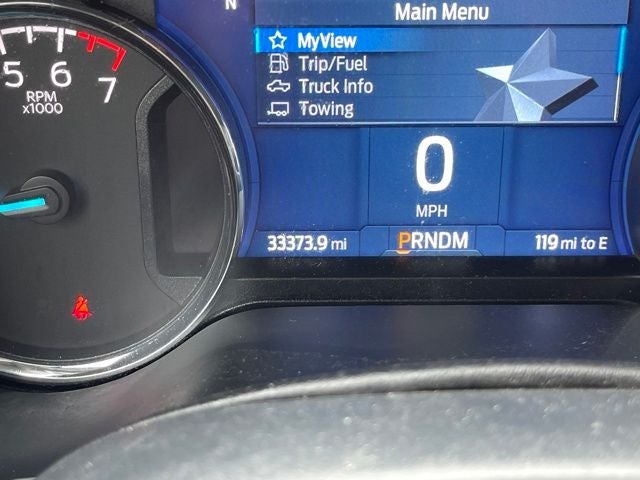 N
Main Menu
MyView
Trip/Fuel
Truck Info
Towing
5 6 7
RPM
x1000
0
MPH
33373.9 mi PRNDM 119 mi to E